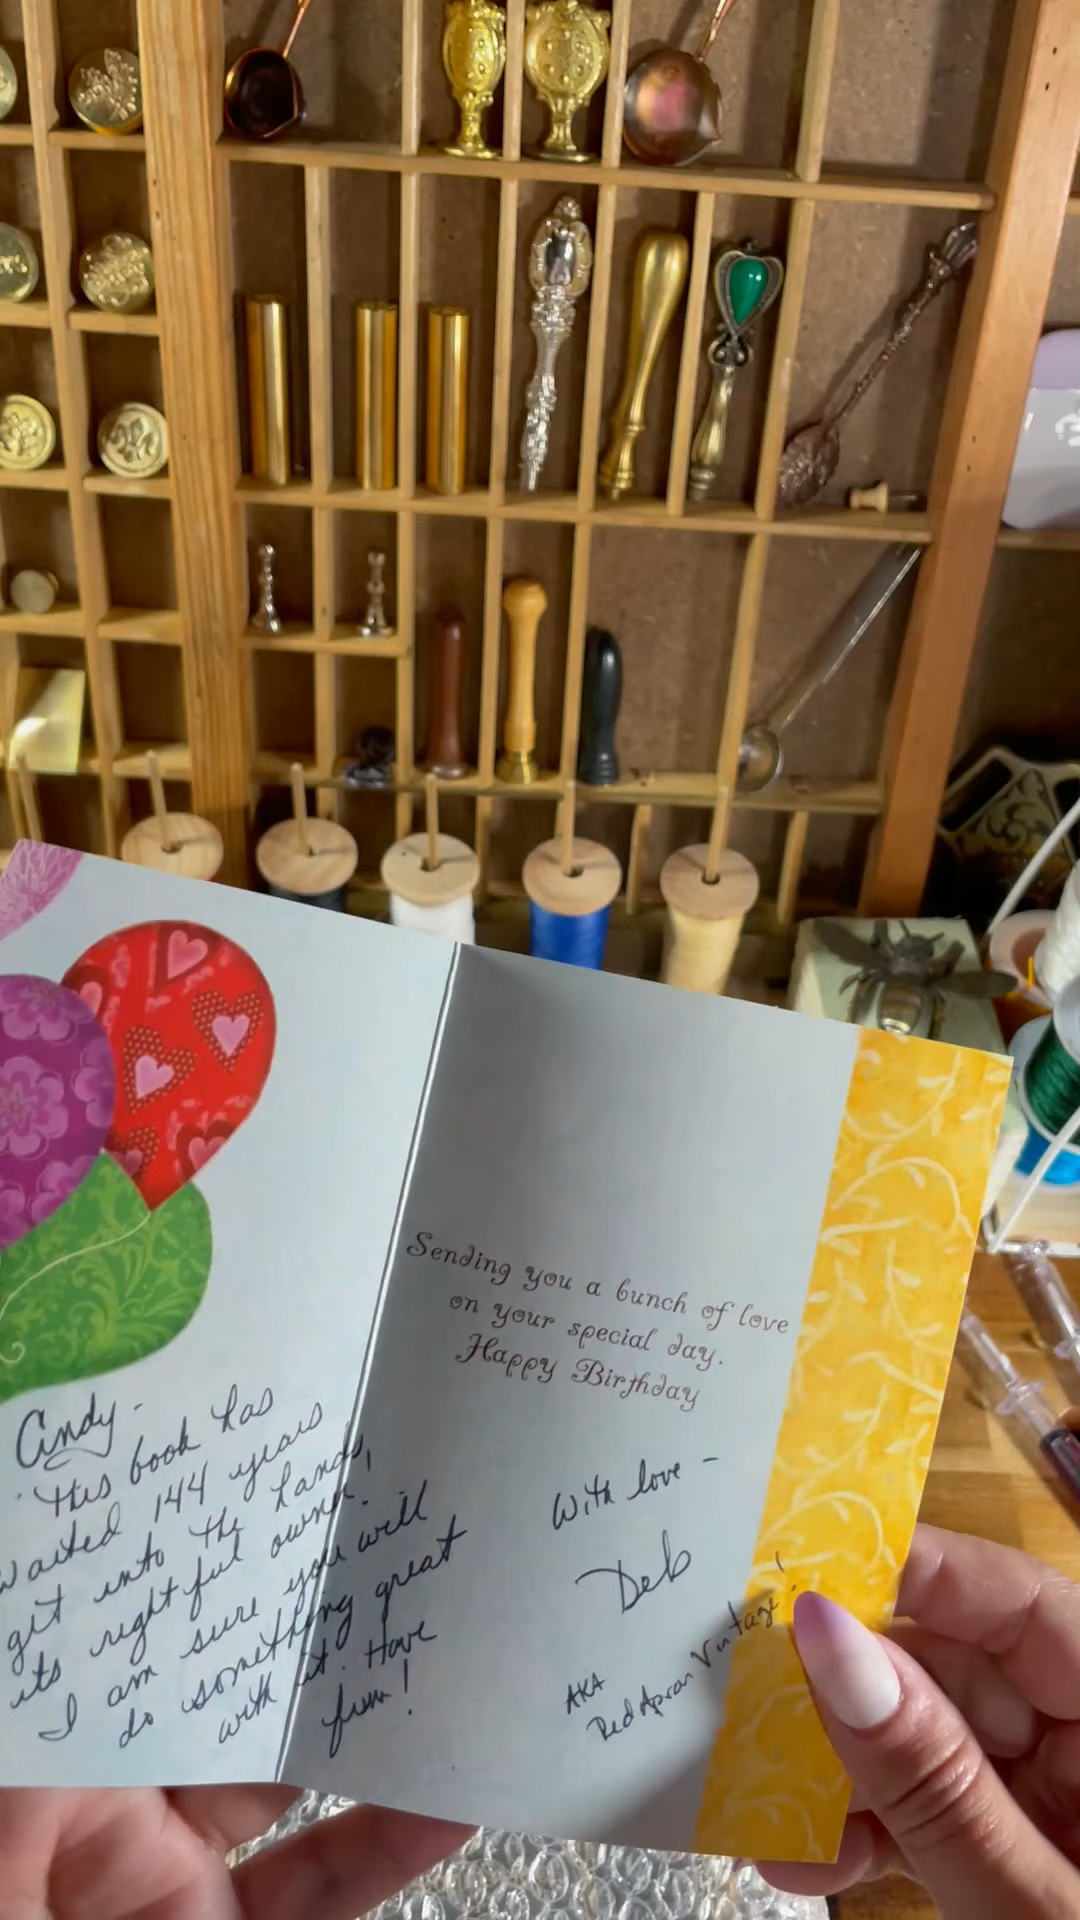 Cindy -
This book has
waited 144 years
get into the hands,
its rightful owner.
I am sure you will
do something great
with it. Have
fun!
Sending you a bunch of love
on your special day.
Happy Birthday
With love -
Deb
AKA
Red Apron Vintage!